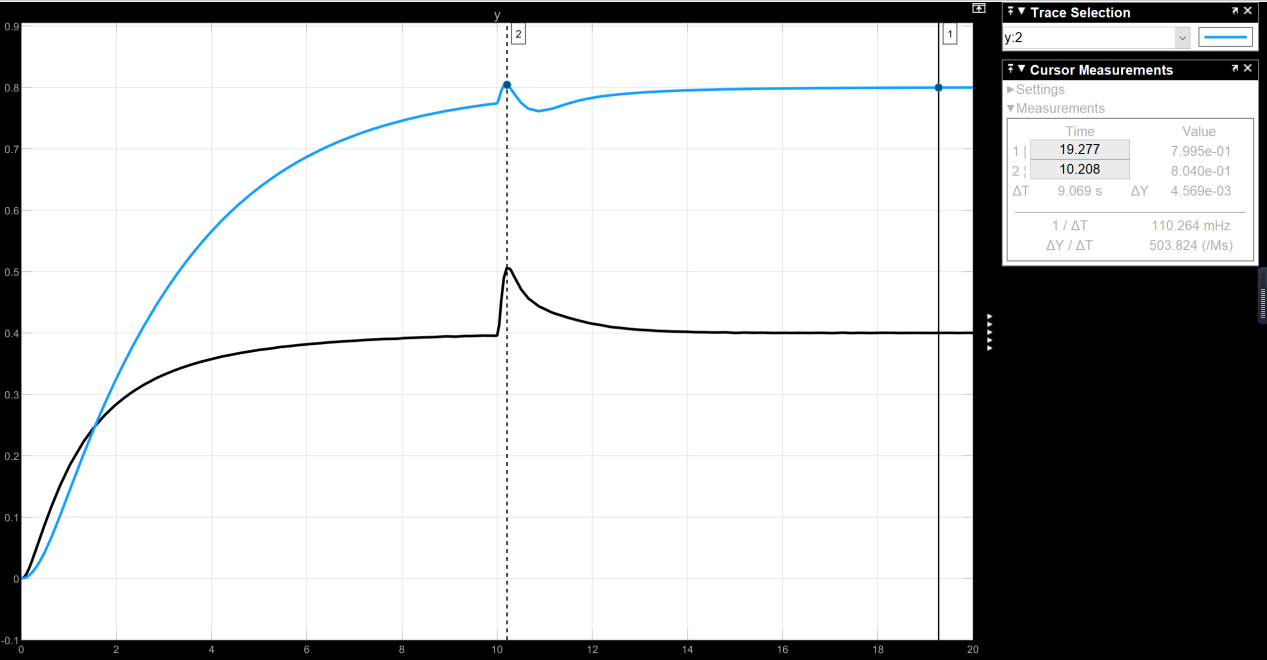 y
2
1
0.9
0.8
0.7
0.6
0.5
0.4
0.3
0.2
0.1
0
-0.1
0 2 4 6 8 10 12 14 16 18 20
Trace Selection
y:2
Cursor Measurements
Settings
Measurements
Time Value
1 | 19.277 7.995e-01
2 ¦ 10.208 8.040e-01
ΔT 9.069 s ΔY 4.569e-03
1 / ΔT 110.264 mHz
ΔY / ΔT 503.824 (/Ms)